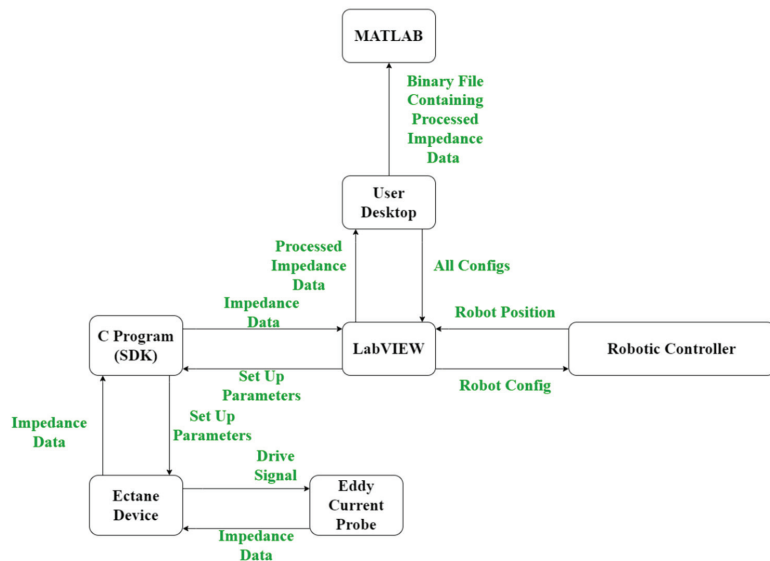 MATLAB
Binary File
Containing
Processed
Impedance
Data
User
Desktop
Processed
Impedance
Data
All Configs
Impedance
Data
Robot Position
C Program
(SDK)
LabVIEW
Robotic Controller
Set Up
Parameters
Robot Config
Impedance
Data
Set Up
Parameters
Drive
Signal
Ectane
Device
Eddy
Current
Probe
Impedance
Data